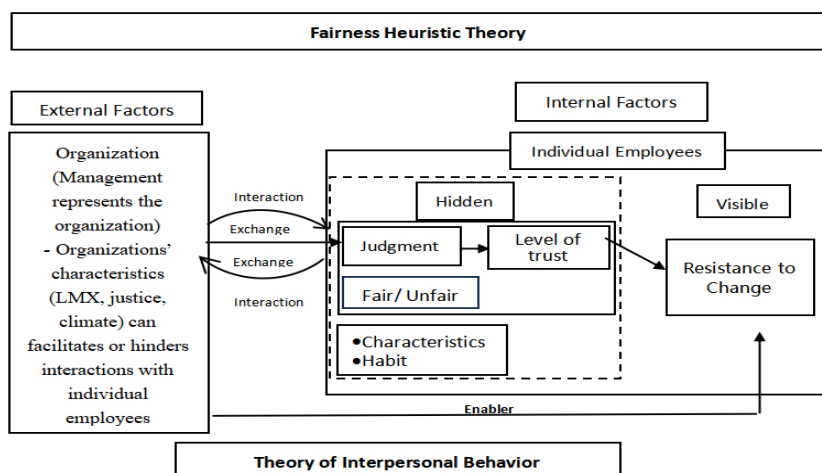 Fairness Heuristic Theory
External Factors
Internal Factors
Organization
(Management
represents the
organization)
- Organizations’
characteristics
(LMX, justice,
climate) can
facilitates or hinders
interactions with
individual
employees
Individual Employees
Interaction
Exchange
Exchange
Interaction
Hidden
Visible
Judgment
Level of
trust
Fair/ Unfair
Resistance to
Change
•Characteristics
•Habit
Enabler
Theory of Interpersonal Behavior